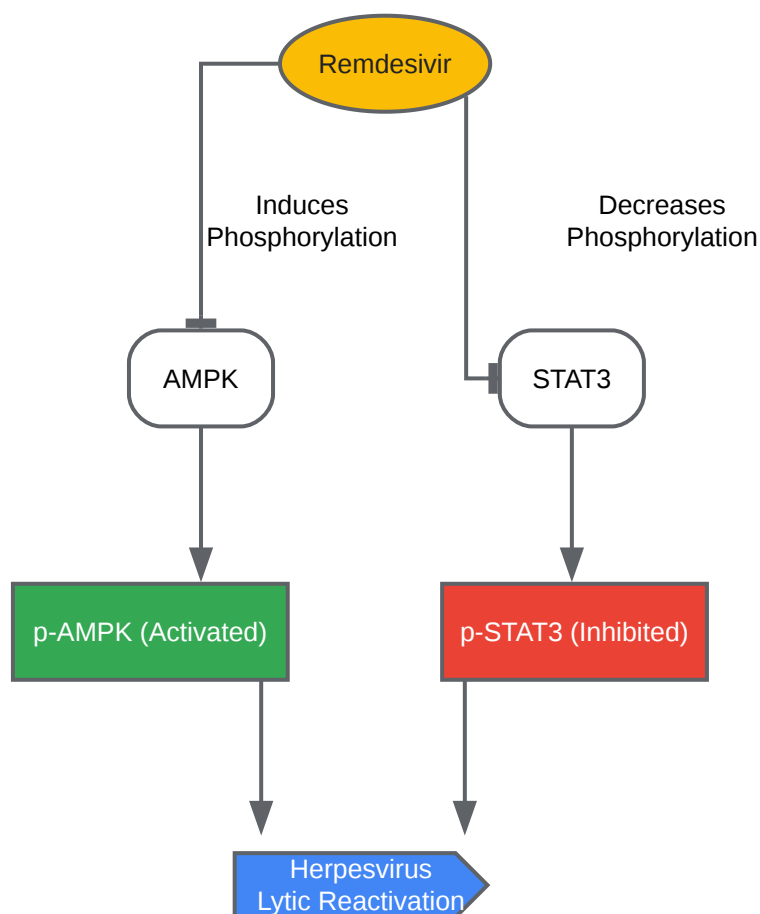 Remdesivir
Induces
Phosphorylation
Decreases
Phosphorylation
AMPK
STAT3
p-AMPK (Activated)
p-STAT3 (Inhibited)
Herpesvirus
Lytic Reactivation